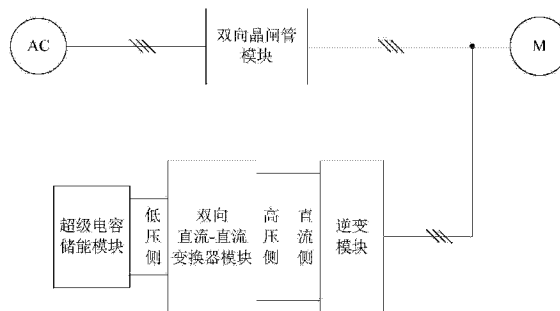 AC
双向晶闸管
模块
M
超级电容
储能模块
低压侧
双向
直流-直流
变换器模块
高压侧
直流侧
逆变
模块